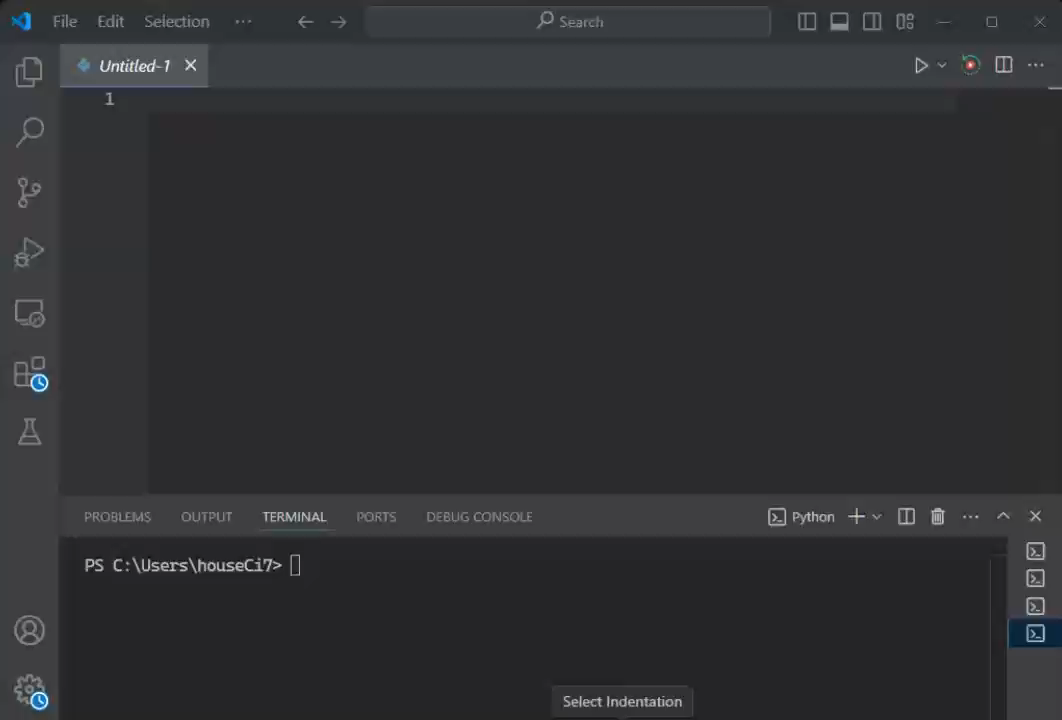 File Edit Selection ··· Search
Untitled-1
1
PROBLEMS OUTPUT TERMINAL PORTS DEBUG CONSOLE Python
PS C:\Users\houseCi7>
Select Indentation